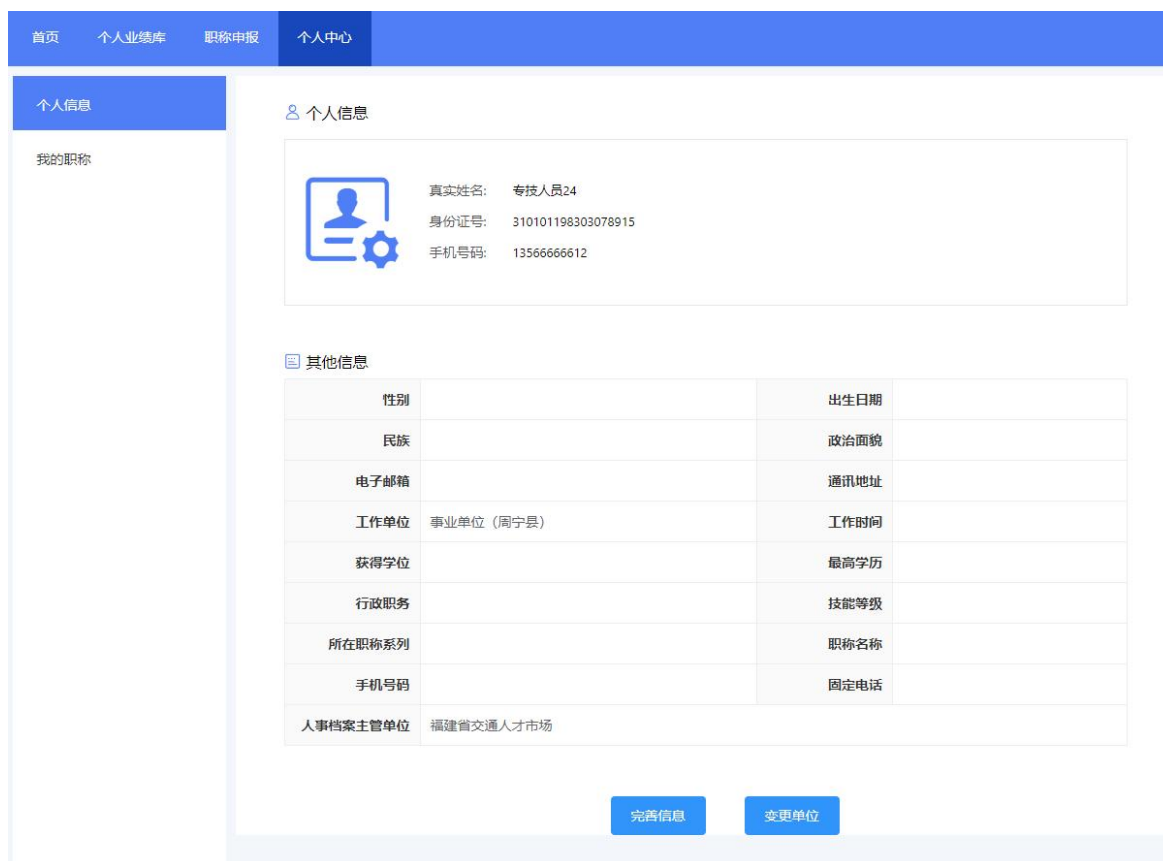 首页 个人业绩库 职称申报 个人中心
个人信息
我的职称
个人信息
真实姓名: 专技人员24
身份证号: 310101198303078915
手机号码: 13566666612
其他信息
性别 出生日期
民族 政治面貌
电子邮箱 通讯地址
工作单位 事业单位（周宁县） 工作时间
获得学位 最高学历
行政职务 技能等级
所在职称系列 职称名称
手机号码 固定电话
人事档案主管单位 福建省交通人才市场
完善信息 变更单位